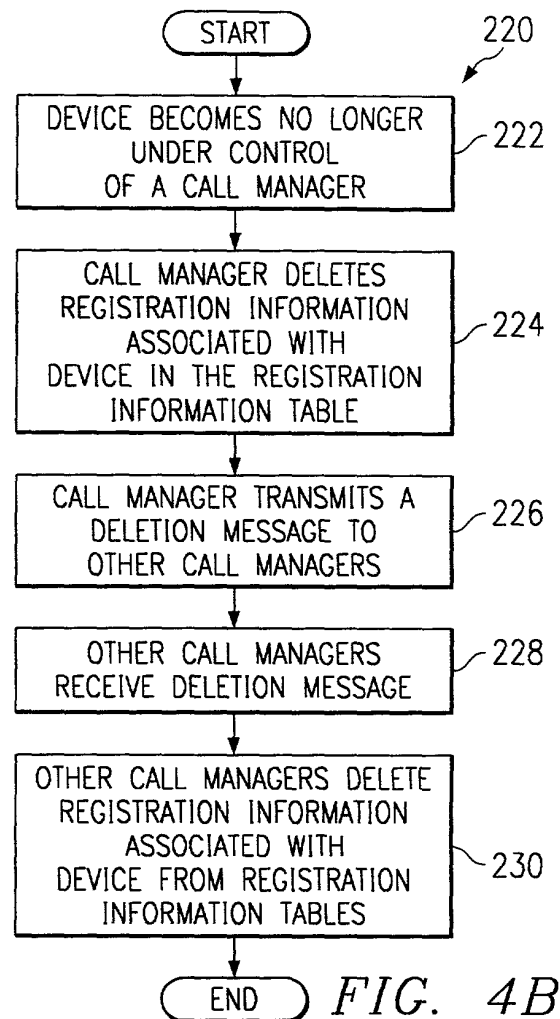 START
220
DEVICE BECOMES NO LONGER
UNDER CONTROL
OF A CALL MANAGER
222
CALL MANAGER DELETES
REGISTRATION INFORMATION
ASSOCIATED WITH
DEVICE IN THE REGISTRATION
INFORMATION TABLE
224
CALL MANAGER TRANSMITS A
DELETION MESSAGE TO
OTHER CALL MANAGERS
226
OTHER CALL MANAGERS
RECEIVE DELETION MESSAGE
228
OTHER CALL MANAGERS DELETE
REGISTRATION INFORMATION
ASSOCIATED WITH
DEVICE FROM REGISTRATION
INFORMATION TABLES
230
END
FIG. 4B